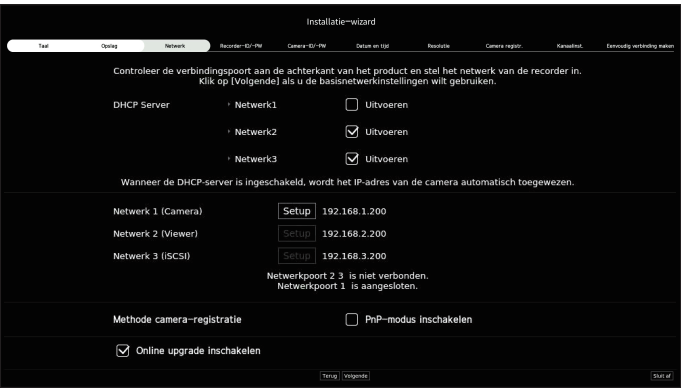 Installatie-wizard
Taal Opslag Netwerk Recorder-ID/-PW Camera-ID/-PW Datum en tijd Resolutie Camera registr. Kanaalinst. Eenvoudig verbinding maken
Controleer de verbindingspoort aan de achterkant van het product en stel het netwerk van de recorder in.
Klik op [Volgende] als u de basisnetwerkinstellingen wilt gebruiken.
DHCP Server Netwerk1 Uitvoeren
Netwerk2 Uitvoeren
Netwerk3 Uitvoeren
Wanneer de DHCP-server is ingeschakeld, wordt het IP-adres van de camera automatisch toegewezen.
Netwerk 1 (Camera) Setup 192.168.1.200
Netwerk 2 (Viewer) Setup 192.168.2.200
Netwerk 3 (iSCSI) Setup 192.168.3.200
Netwerkpoort 2 3 is niet verbonden.
Netwerkpoort 1 is aangesloten.
Methode camera-registratie PnP-modus inschakelen
Online upgrade inschakelen
Terug Volgende Sluit af